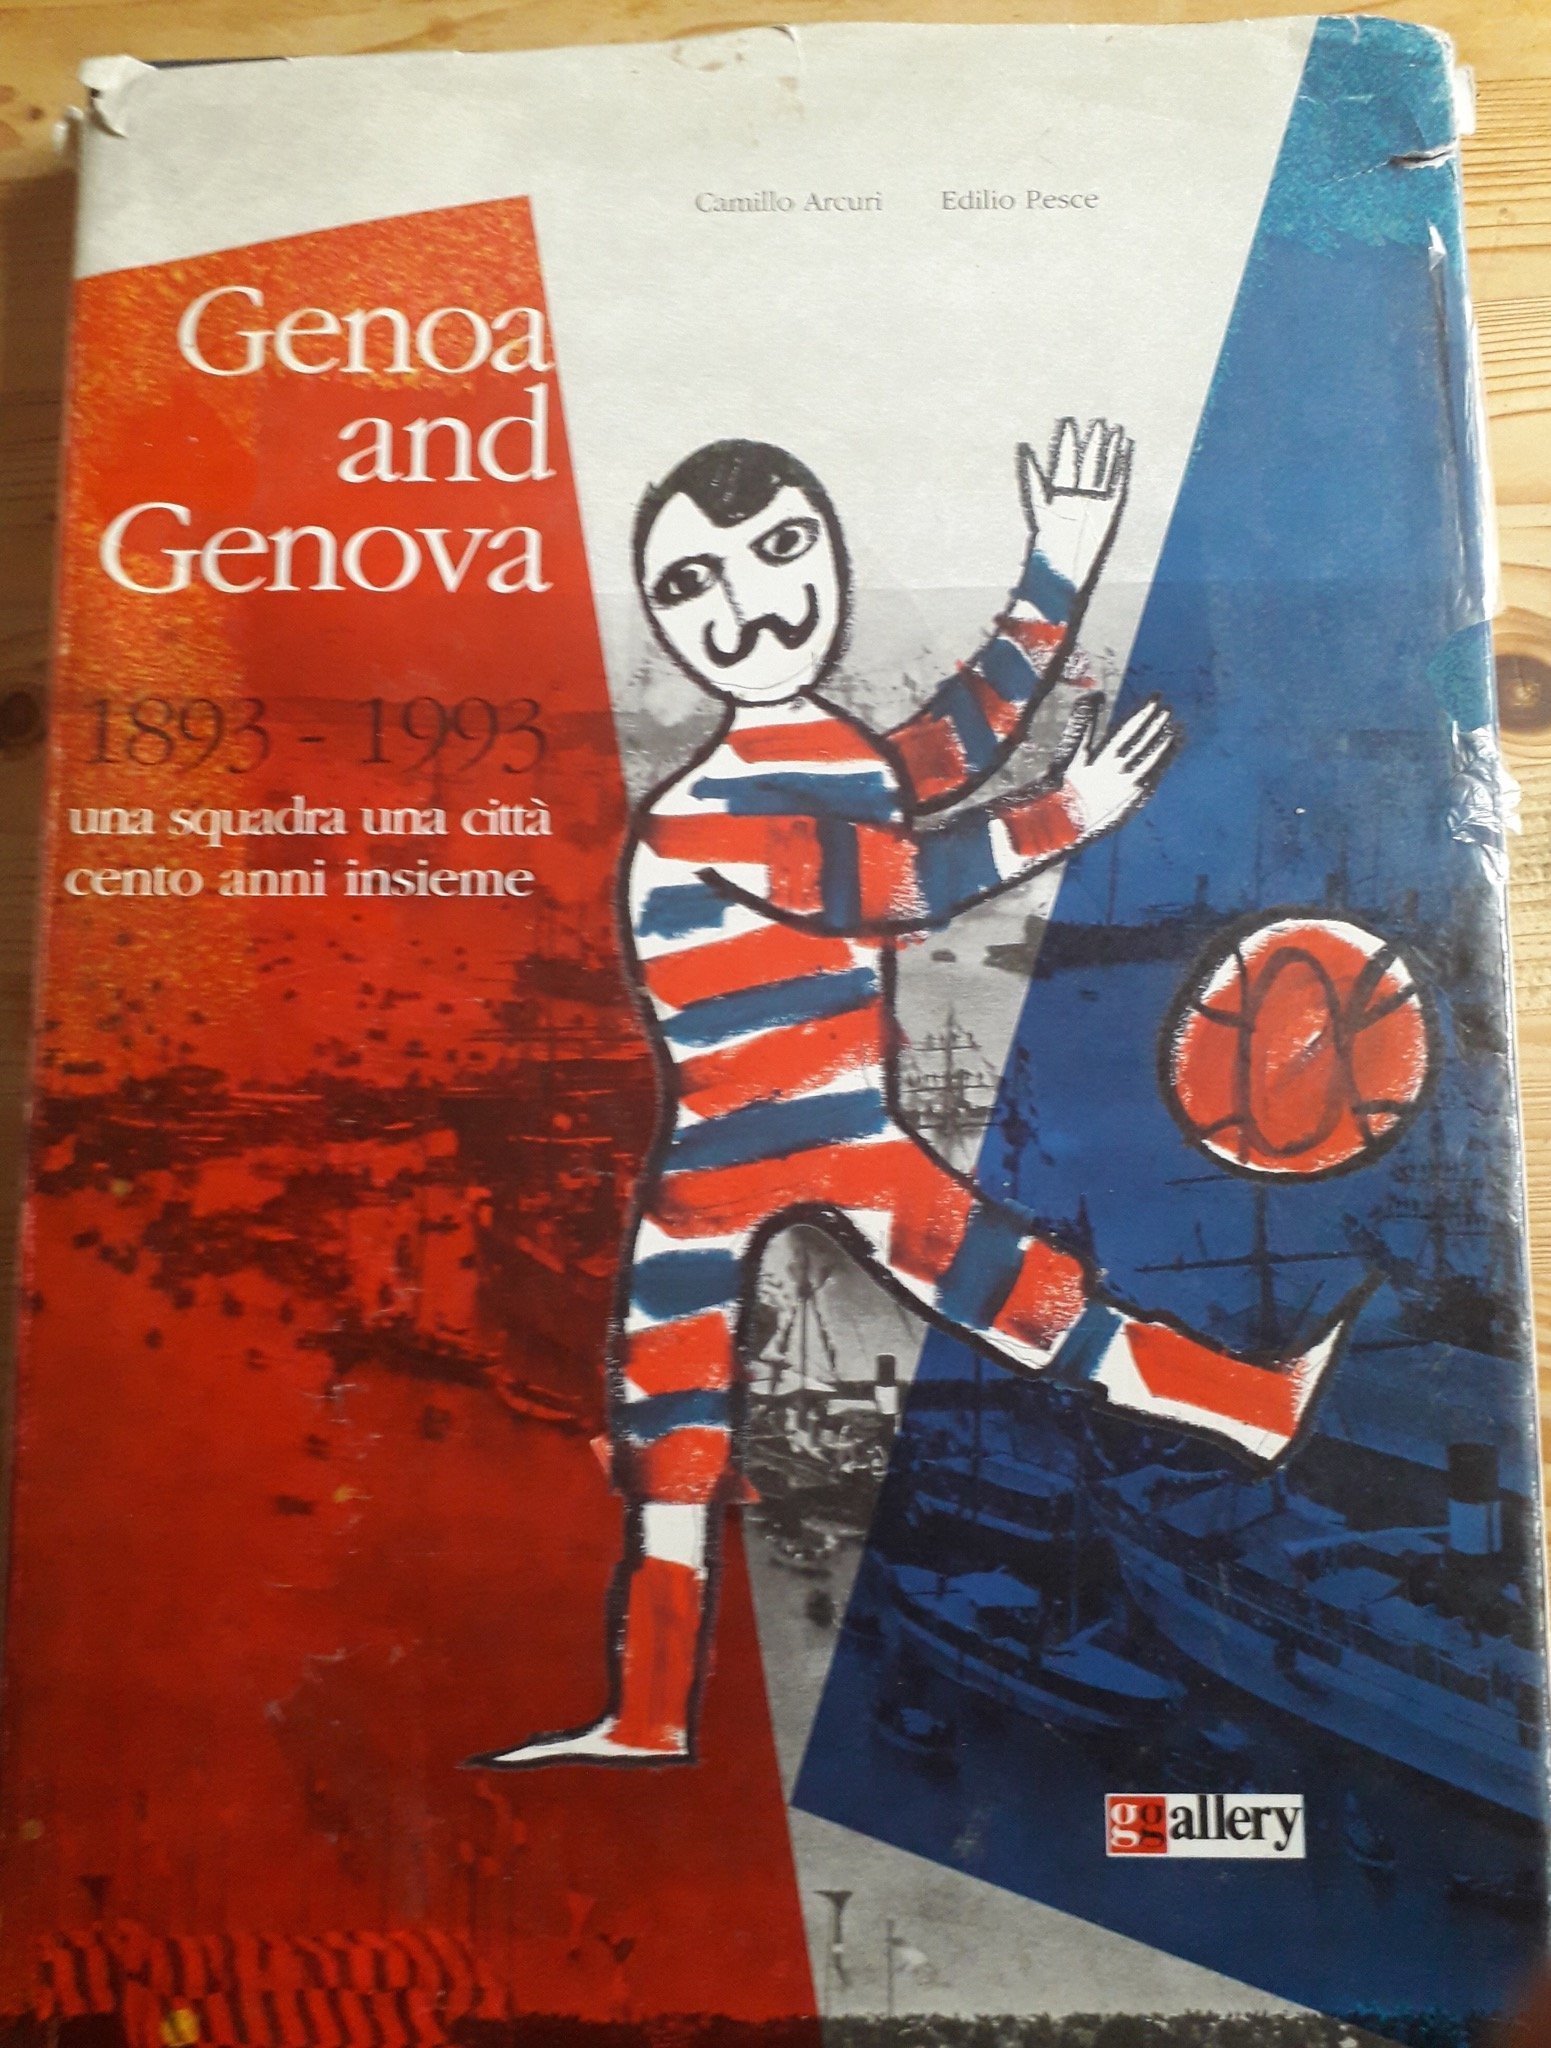 Camillo Arcuri Edilio Pesce
Genoa
and
Genova
1893 - 1993
una squadra una città
cento anni insieme
ggallery